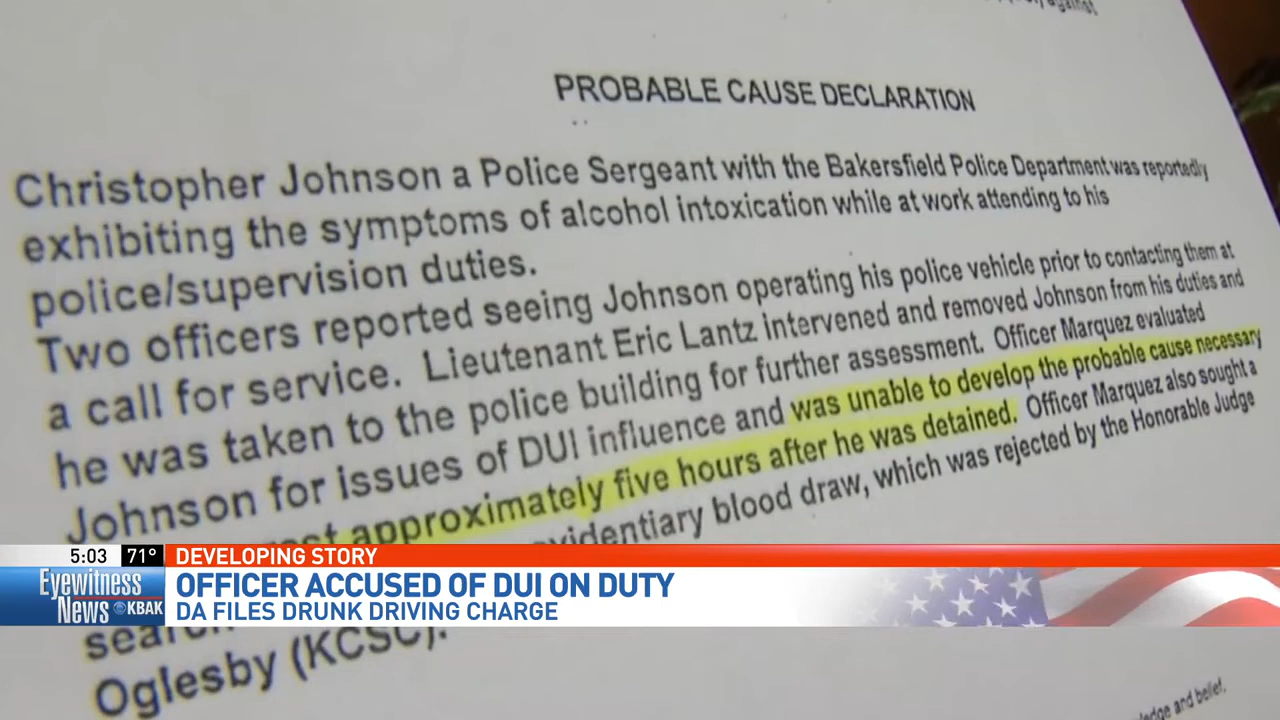 against
PROBABLE CAUSE DECLARATION
Christopher Johnson a Police Sergeant with the Bakersfield Police Department was reportedly
exhibiting the symptoms of alcohol intoxication while at work attending to his
police/supervision duties.
Two officers reported seeing Johnson operating his police vehicle prior to contacting them at
a call for service. Lieutenant Eric Lantz intervened and removed Johnson from his duties and
he was taken to the police building for further assessment. Officer Marquez evaluated
Johnson for issues of DUI influence and was unable to develop the probable cause necessary
approximately five hours after he was detained. Officer Marquez also sought a
blood draw, which was rejected by the Honorable Judge
Oglesby (KCSC).
and belief.
5:03 71° DEVELOPING STORY
Eyewitness News KBAK
OFFICER ACCUSED OF DUI ON DUTY
DA FILES DRUNK DRIVING CHARGE